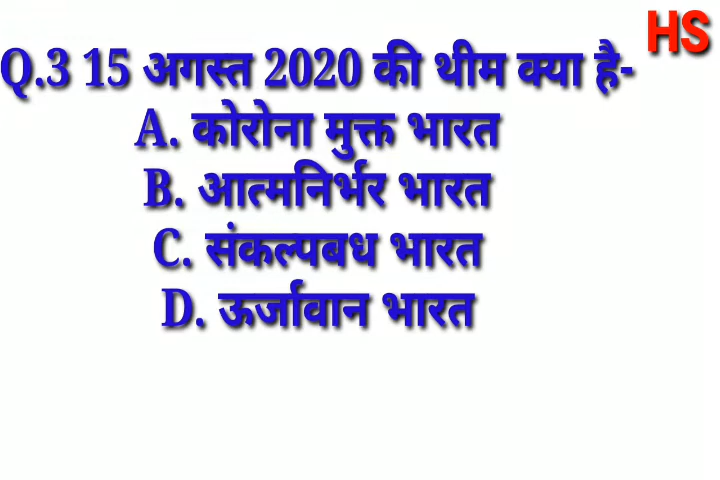 HS
Q.3 15 अगस्त 2020 की थीम क्या है-
A. कोरोना मुक्त भारत
B. आत्मनिर्भर भारत
C. संकल्पबध भारत
D. ऊर्जावान भारत